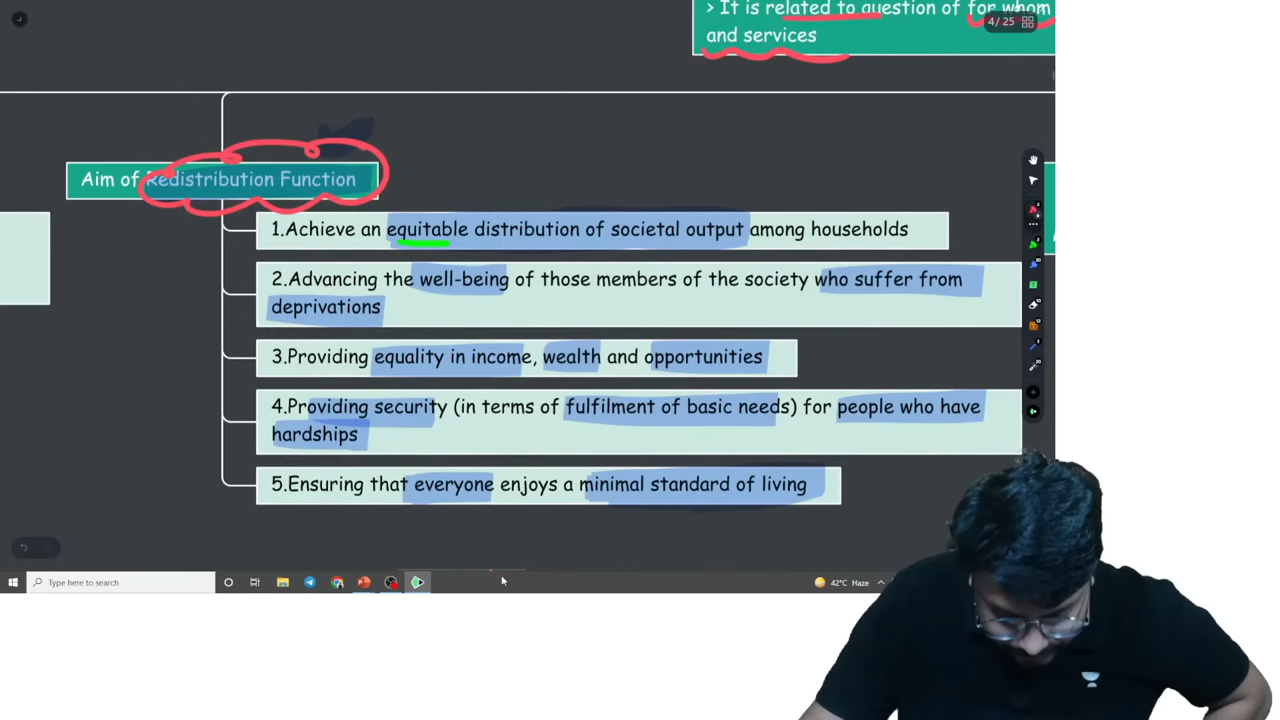 > It is related to question of for whom
and services
4/25
Aim of Redistribution Function
1.Achieve an equitable distribution of societal output among households
2.Advancing the well-being of those members of the society who suffer from
deprivations
3.Providing equality in income, wealth and opportunities
4.Providing security (in terms of fulfilment of basic needs) for people who have
hardships
5.Ensuring that everyone enjoys a minimal standard of living
Type here to search
42°C Haze